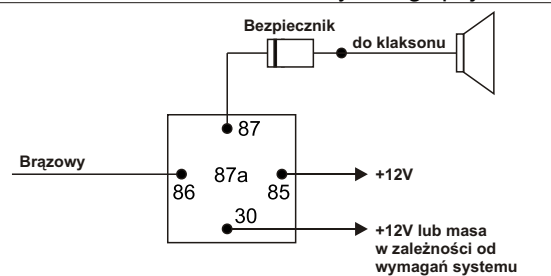 Bezpiecznik
do klaksonu
87
Brązowy
87a
+12V
86
85
30
+12V lub masa
w zależności od
wymagań systemu